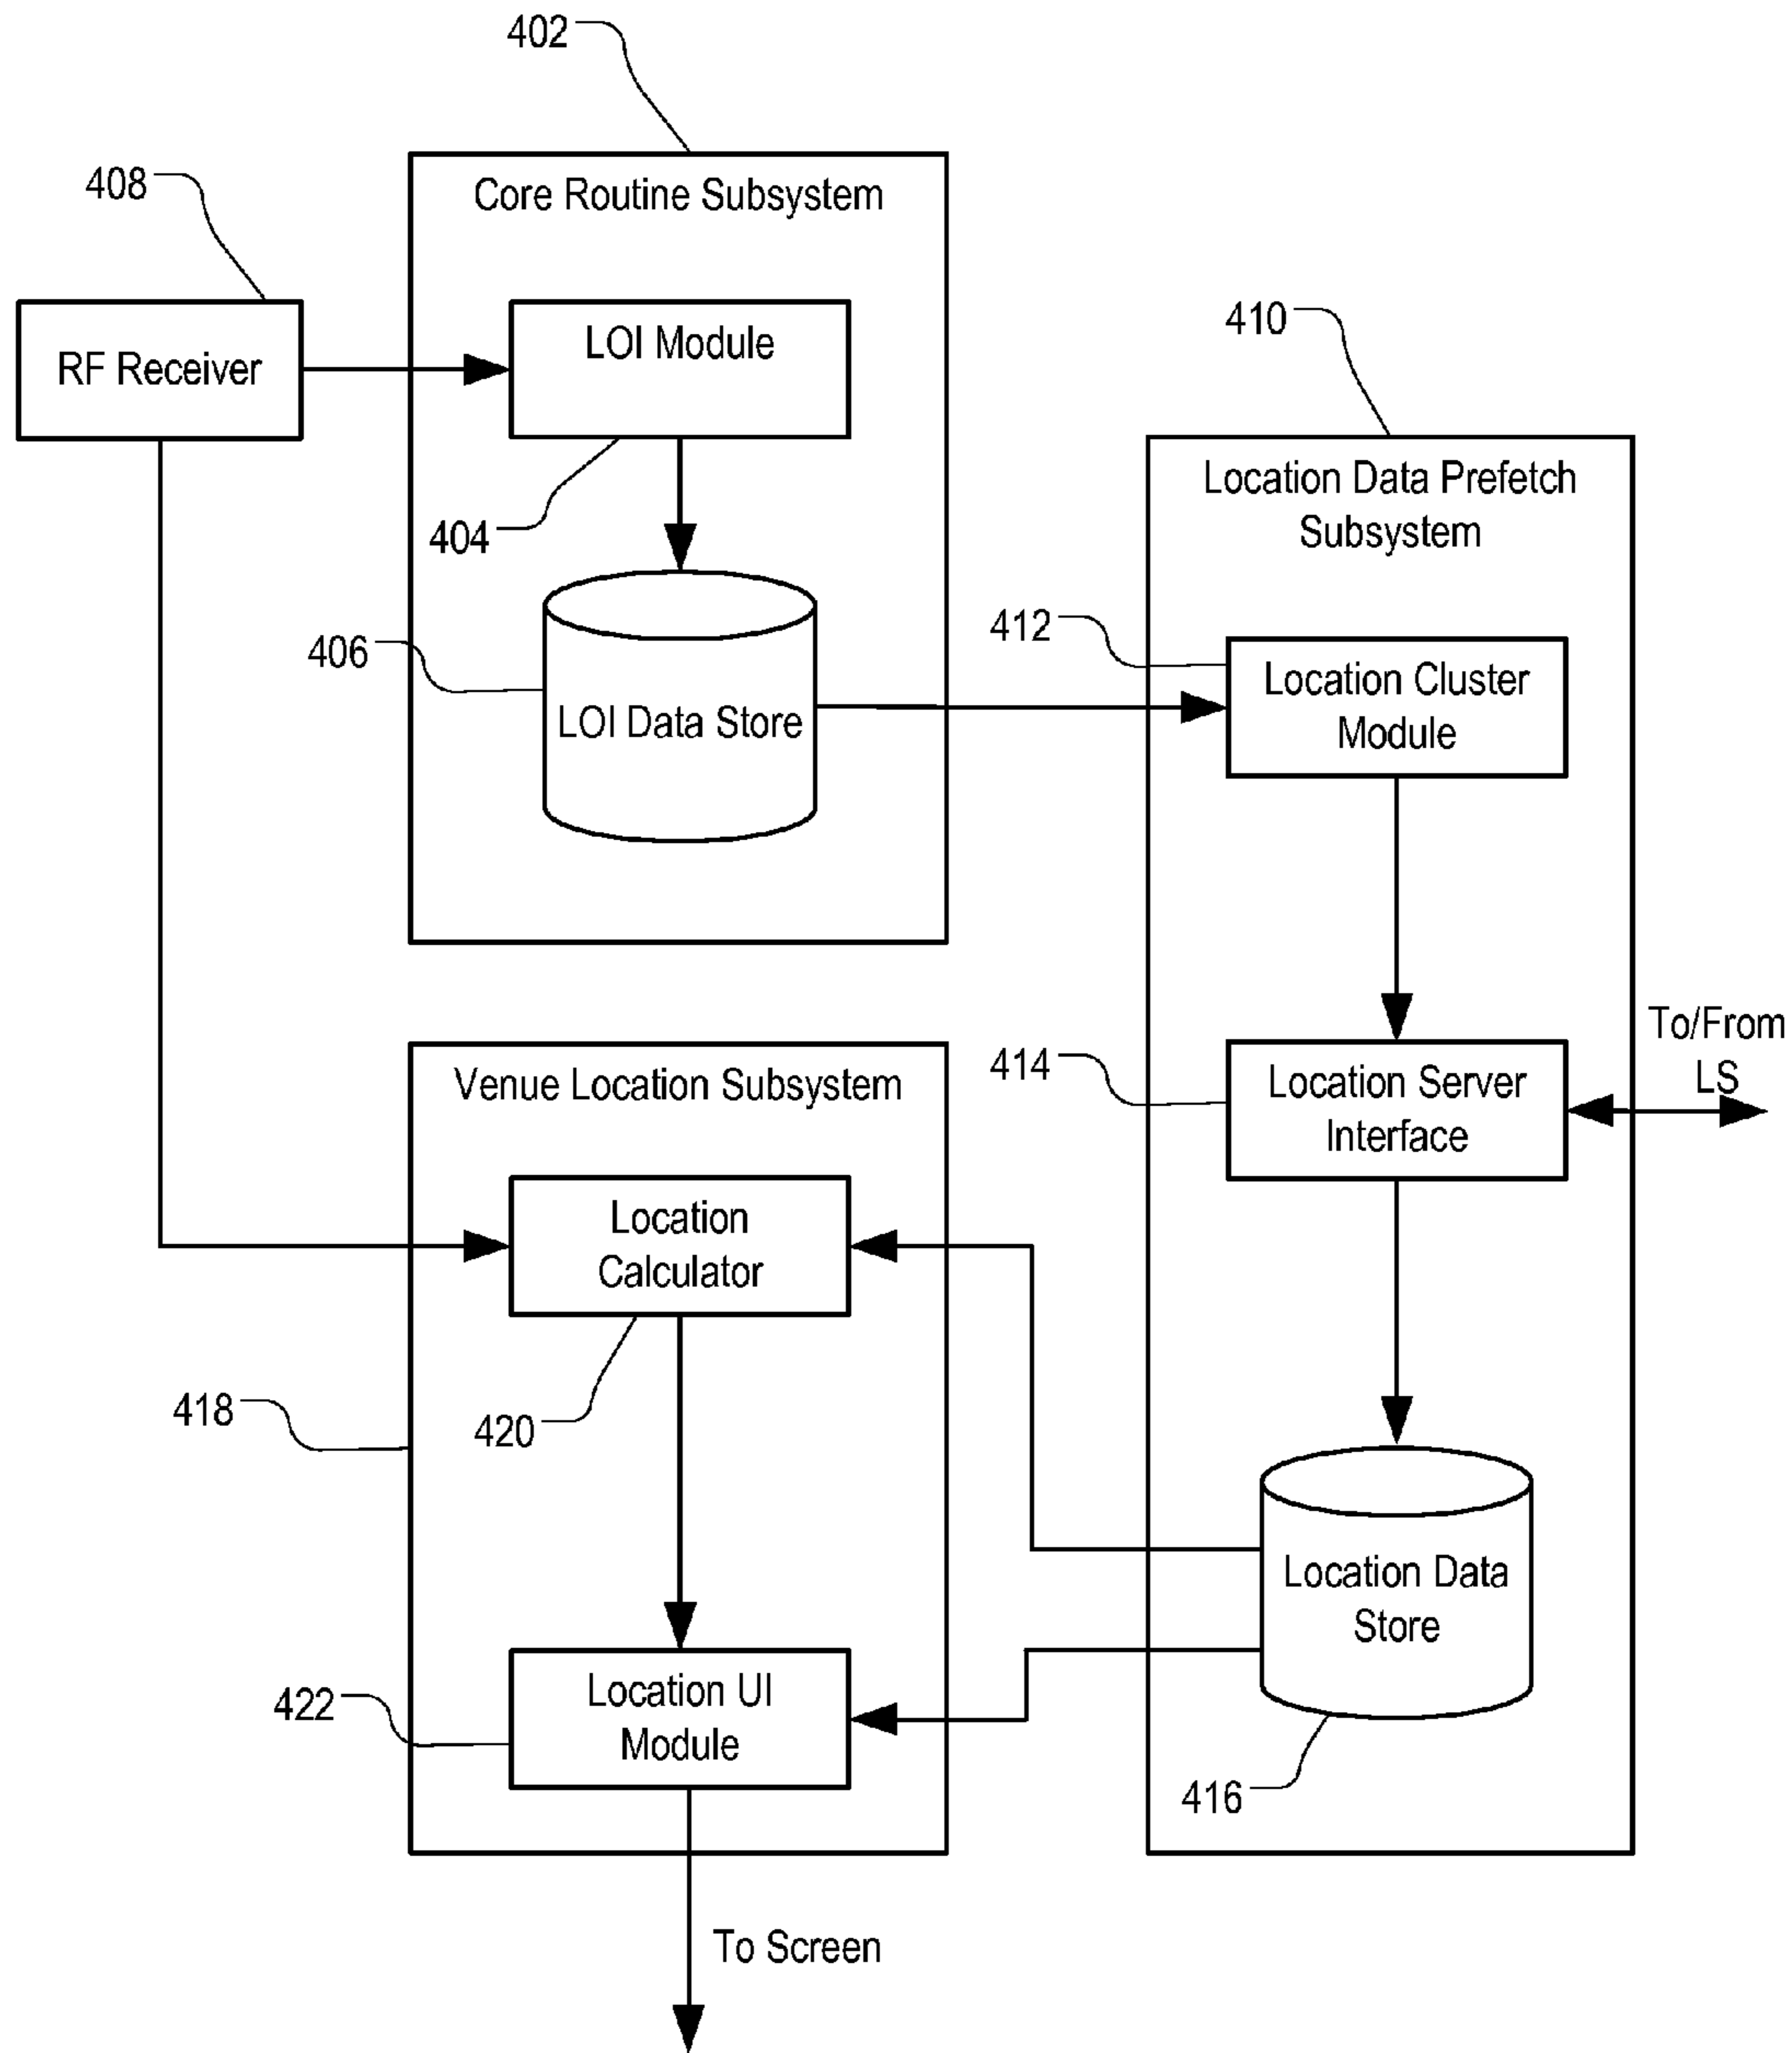 402
408
Core Routine Subsystem
RF Receiver
LOI Module
410
Location Data Prefetch
Subsystem
404
406
412
LOI Data Store
Location Cluster
Module
To/From
LS
414
Venue Location Subsystem
Location Server
Interface
Location
Calculator
418
420
Location Data
Store
422
Location UI
Module
416
To Screen